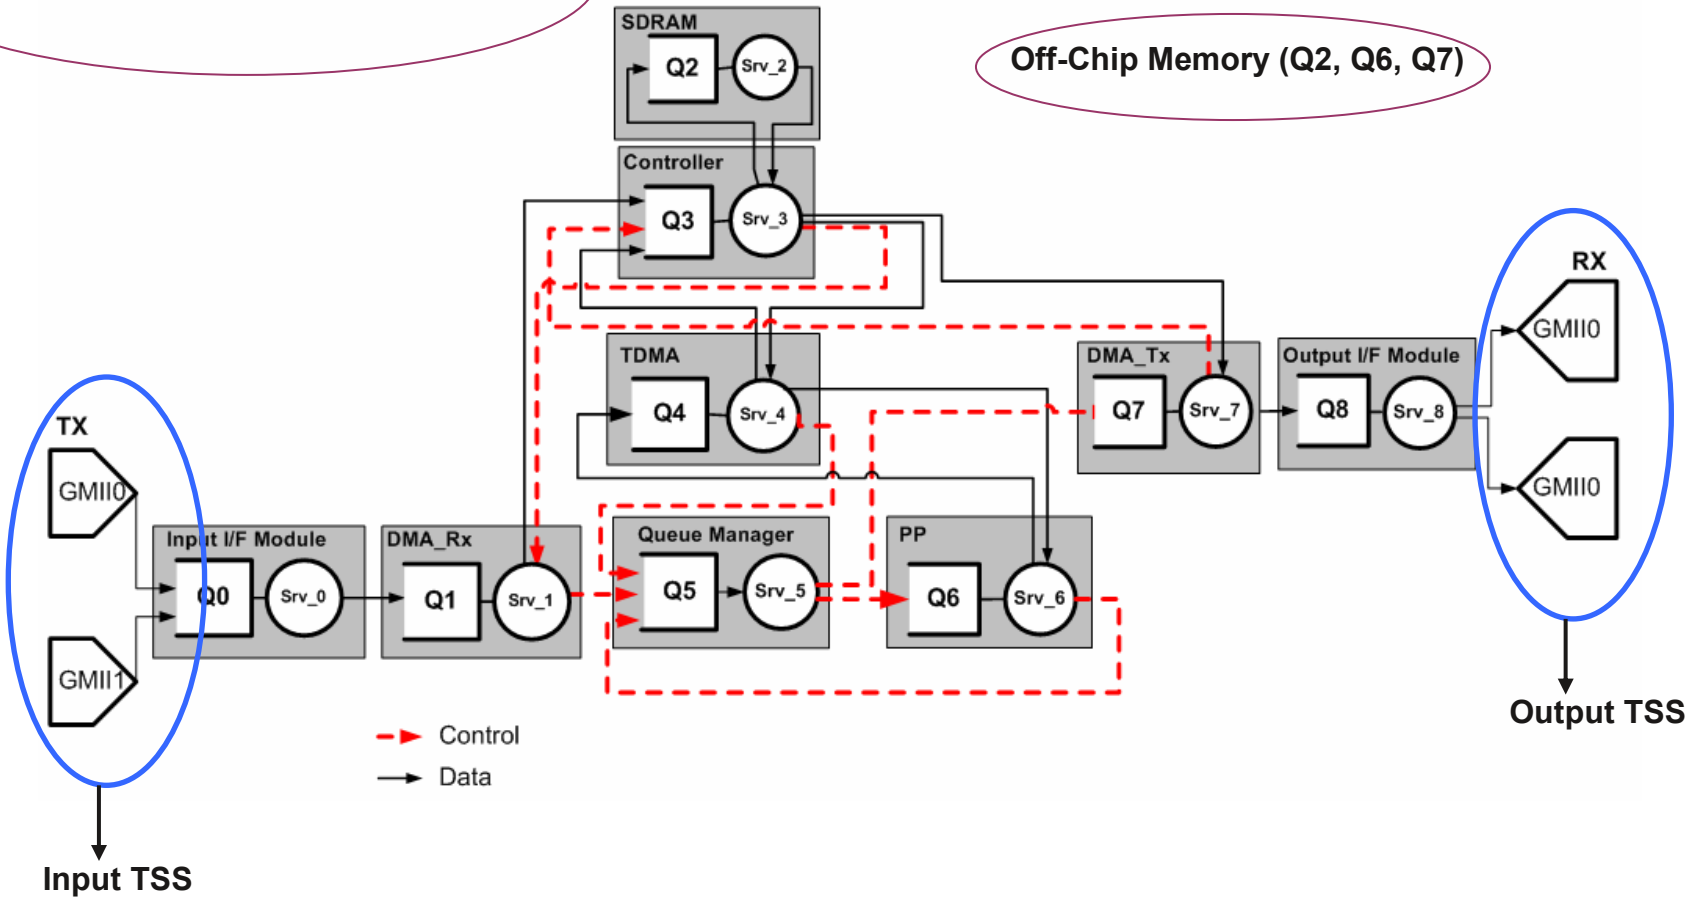 SDRAM
Q2
Srv_2
Off-Chip Memory (Q2, Q6, Q7)
Controller
Q3
Srv_3
RX
GMII0
TDMA
Q4
Srv_4
DMA_Tx
Q7
Srv_7
Output I/F Module
Q8
Srv_8
GMII0
TX
GMII0
Input I/F Module
Q0
Srv_0
DMA_Rx
Q1
Srv_1
Queue Manager
Q5
Srv_5
PP
Q6
Srv_6
GMII1
Output TSS
Control
Data
Input TSS